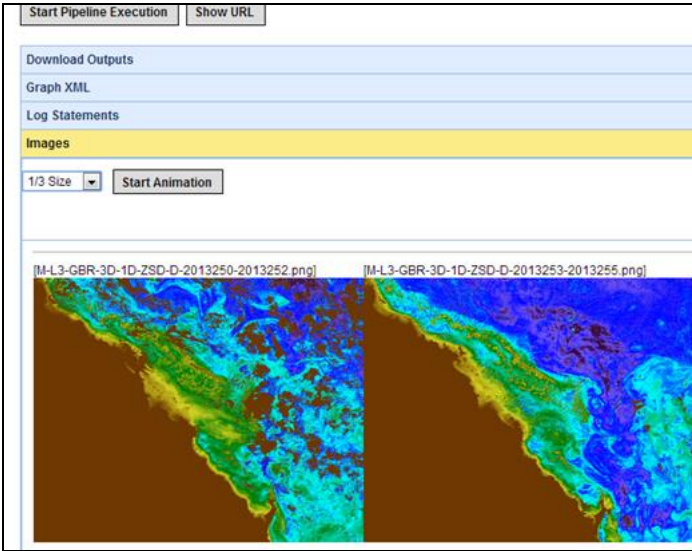 Start Pipeline Execution Show URL
Download Outputs
Graph XML
Log Statements
Images
1/3 Size Start Animation
[M-L3-GBR-3D-1D-ZSD-D-2013250-2013252.png] [M-L3-GBR-3D-1D-ZSD-D-2013253-2013255.png]